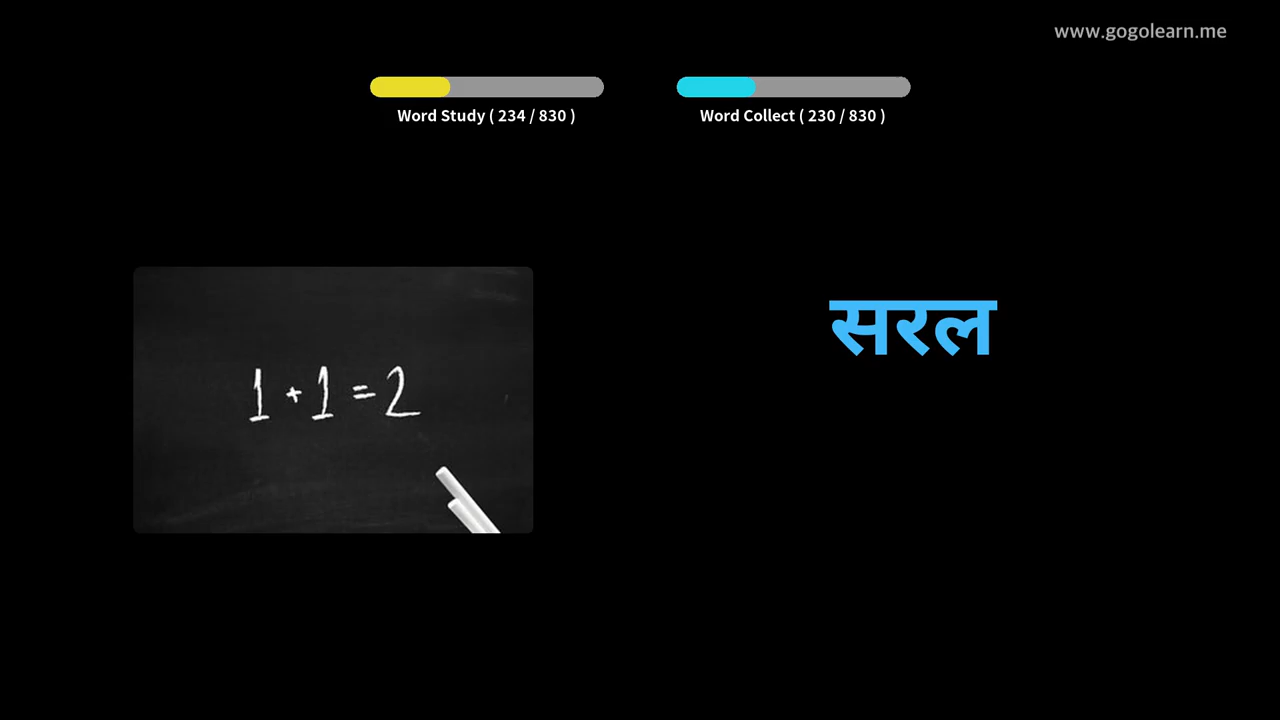 www.gogolearn.me
Word Study ( 234 / 830 )
Word Collect ( 230 / 830 )
1 + 1 = 2
सरल